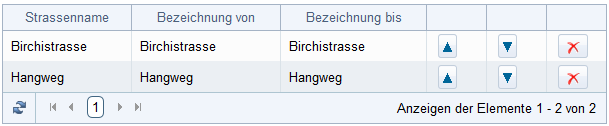 Strassenname Bezeichnung von Bezeichnung bis
Birchistrasse Birchistrasse Birchistrasse
Hangweg Hangweg Hangweg
1 Anzeigen der Elemente 1 - 2 von 2